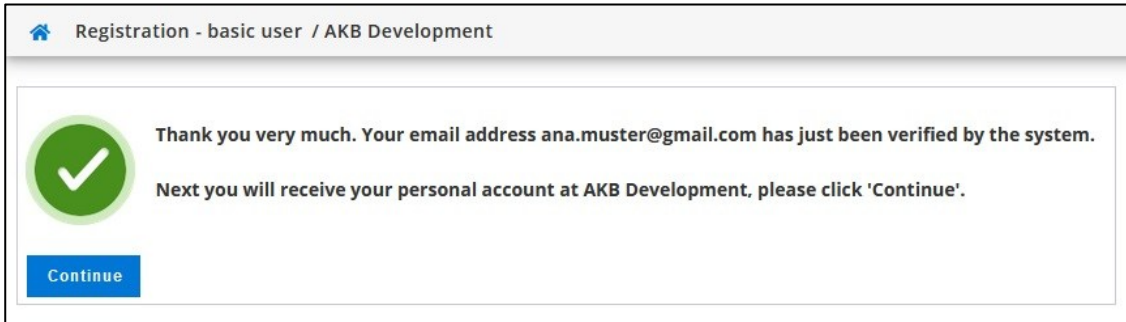 Registration - basic user / AKB Development
Thank you very much. Your email address ana.muster@gmail.com has just been verified by the system.
Next you will receive your personal account at AKB Development, please click 'Continue'.
Continue